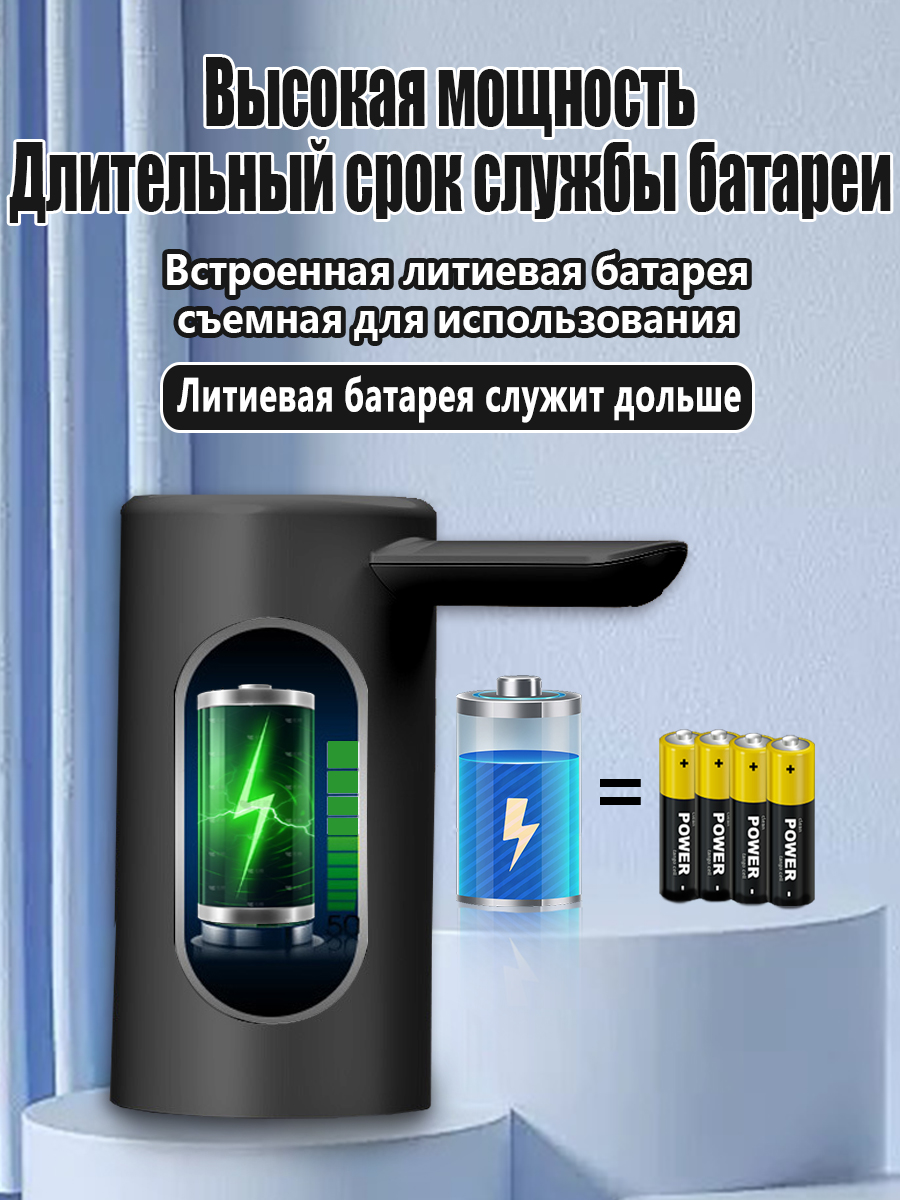 Высокая мощность
Длительный срок службы батареи
Встроенная литиевая батарея
съемная для использования
Литиевая батарея служит дольше
50
=
+ + + +
POWER - POWER - POWER - POWER -